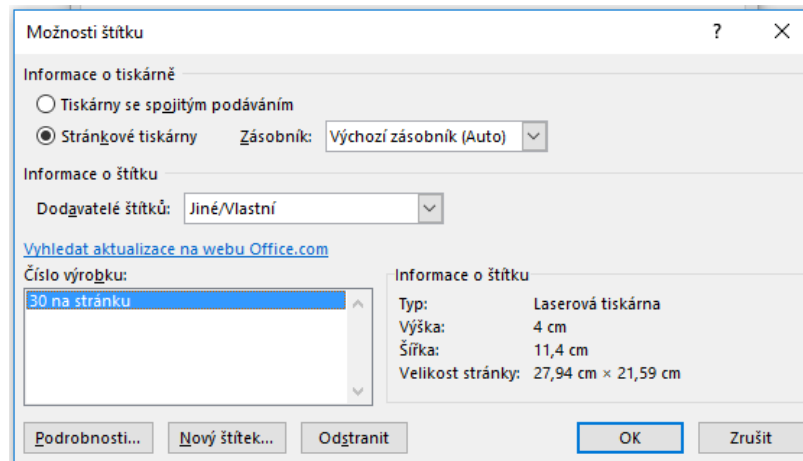 Možnosti štítku ? ×
Informace o tiskárně
Tiskárny se spojitým podáváním
Stránkové tiskárny Zásobník: Výchozí zásobník (Auto)
Informace o štítku
Dodavatelé štítků: Jiné/Vlastní
Vyhledat aktualizace na webu Office.com
Číslo výrobku:
30 na stránku
Informace o štítku
Typ: Laserová tiskárna
Výška: 4 cm
Šířka: 11,4 cm
Velikost stránky: 27,94 cm × 21,59 cm
Podrobnosti... Nový štítek... Odstranit OK Zrušit